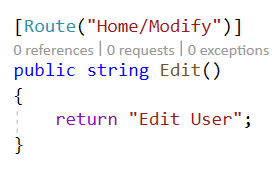 [Route("Home/Modify")]
0 references | 0 requests | 0 exceptions
public string Edit()
{
    return "Edit User";
}